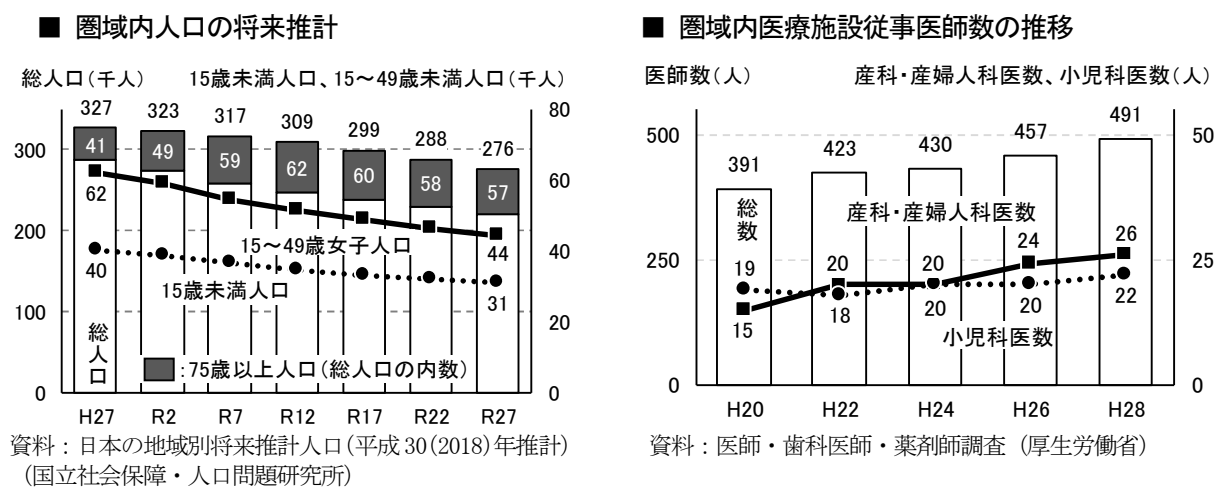 ■ 圏域内人口の将来推計
総人口（千人） 15歳未満人口、15～49歳未満人口（千人）
327 323 317 309 299 288 276
80
41 49 59 62 60 58 57
300
60
62
200
15～49歳女子人口
44
40
40
15歳未満人口
31
100
20
総人口
：75歳以上人口（総人口の内数）
0
0
H27 R2 R7 R12 R17 R22 R27
資料：日本の地域別将来推計人口（平成30(2018)年推計）
（国立社会保障・人口問題研究所）
■ 圏域内医療施設従事医師数の推移
医師数（人） 産科・産婦人科医数、小児科医数（人）
391 423 430 457 491
500
50
総数
産科・産婦人科医数
19 20 20 24 26
250
25
15 18 20 20 22
小児科医数
0
0
H20 H22 H24 H26 H28
資料：医師・歯科医師・薬剤師調査（厚生労働省）